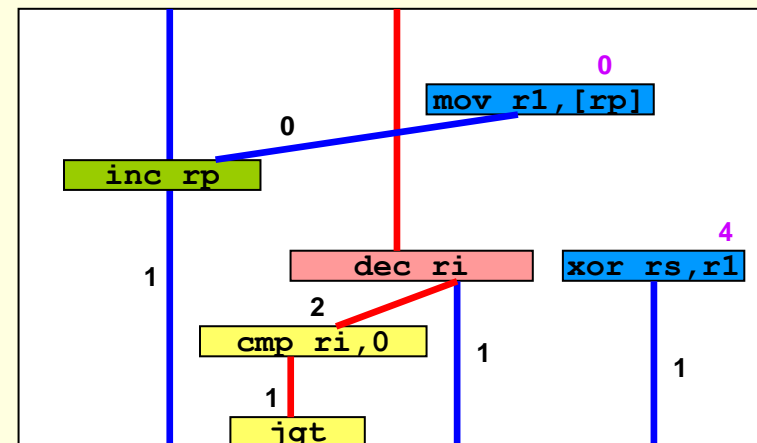 0
mov r1,[rp]
0
inc rp
4
dec ri
xor rs,r1
1
2
cmp ri,0
1
1
1
jgt